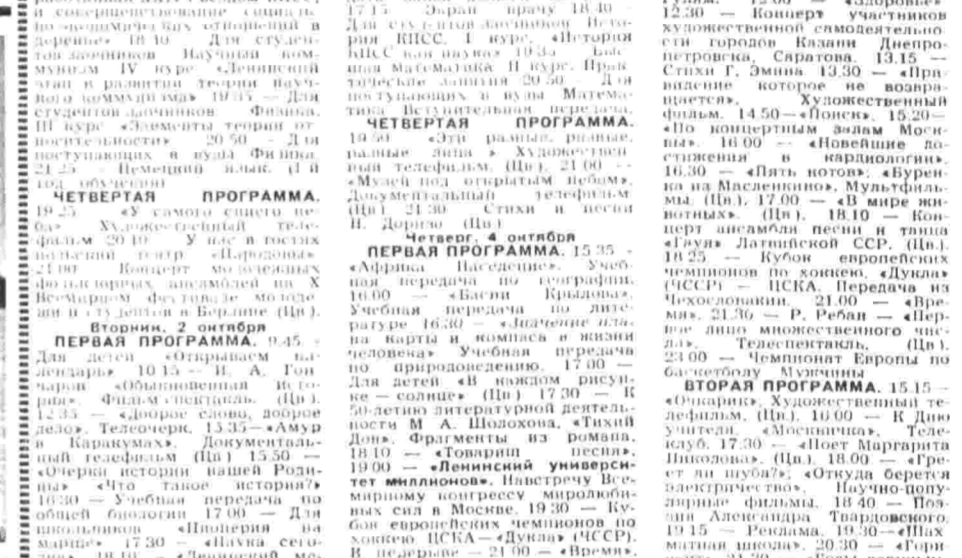 и совершенствование социаль-
но-экономических отношений в
деревне» 18 10 Для студен-
тов заочников Научный ком-
мунизм IV курс «Ленинский
этап в развитии теории науч-
ного коммунизма» 19 15 — Для
студентов-заочников. Физика.
III курс «Элементы теории от-
носительности» 20 50 - Для
поступающих в вузы Физика.
21 25 - Немецкий язык. (1 й
год обучения)
ЧЕТВЕРТАЯ ПРОГРАММА.
19 25 «У самого синего не-
ба» Художественный теле-
фильм 20 10 У нас в гостях
польский театр
21 00 Концерт молодежных
фольклорных ансамблей на X
Всемирном фестивале молоде-
жи и студентов в Берлине (Цв).
Вторник, 2 октября
ПЕРВАЯ ПРОГРАММА. 9.45 -
Для детей «Открываем ка-
лендарь» 10 15 — И. А. Гон
чаров «Обыкновенная исто-
рия». Фильм-спектакль. (Цв).
12 35 — «Доброе слово, доброе
дело». Телеочерк. 15 35—«Амур
в Каракумах». Документаль-
ный телефильм (Цв) 15 50 —
«Очерки истории нашей Роди-
ны» «Что такое история?»
16 30 — Учебная передача по
общей биологии 17 00 — Для
школьников «Пионерия на
марше» 17 30 - «Наука сего-
17 15 Экран врачу 18 40 -
Для студентов заочников Исто-
рия КПСС. I курс. «История
КПСС как наука» 19 35 Выс-
шая математика II курс. Прак
тические занятия 20 50 - Для
поступающих в вузы Матема-
тика Вступительная передача.
ЧЕТВЕРТАЯ ПРОГРАММА.
19 50 «Эти разные, разные,
разные лица» Художествен-
ный телефильм. (Цв). 21.00 --
«Музей под открытым небом».
Документальный телефильм
(Цв) 21 30 Стихи и песни
Н. Доризо (Цв)
Четверг, 4 октября
ПЕРВАЯ ПРОГРАММА. 15 35 -
«Африка Население». Учеб-
ная передача по географии.
16.00 — «Басни Крылова».
Учебная передача по лите-
ратуре 16 30 — «Значение пла-
на карты и компаса в жизни
человека» Учебная передача
по природоведению. 17 00 —
Для детей «В каждом рисун-
ке — солнце» (Цв) 17 30 — К
50-летию литературной деятель-
ности М А. Шолохова. «Тихий
Дон». Фрагменты из романа.
18 10 — «Товарищ песня».
19 00 — «Ленинский универси-
тет миллионов». Навстречу Все-
мирному конгрессу миролюби-
вых сил в Москве. 19 30 — Ку-
бок европейских чемпионов по
хоккею. ЦСКА—«Дукла» (ЧССР).
В перерыве — 21 00 — «Время».
12.30 — Концерт участников
художественной самодеятельно-
сти городов Казани Днепро-
петровска, Саратова. 13.15 —
Стихи Г. Эмина. 13.30 — «При-
видение которое не возвра-
щается». Художественный
фильм. 14.50—«Поиск». 15.20—
«По концертным залам Моск-
вы». 16 00 — «Новейшие до-
стижения в кардиологии».
16.30 — «Пять котов»; «Бурен-
ка из Масленкино». Мультфиль-
мы. (Цв.). 17.00 — «В мире жи-
вотных». (Цв). 18.10 — Кон-
церт ансамбля песни и танца
«Гауя» Латвийской ССР. (Цв.).
18 25 — Кубок европейских
чемпионов по хоккею. «Дукла»
(ЧССР) — ЦСКА. Передача из
Чехословакии. 21.00 — «Вре-
мя». 21.30 — Р. Ребан — «Пер-
вое лицо множественного чис-
ла». Телеспектакль. (Цв).
23 00 — Чемпионат Европы по
баскетболу Мужчины
ВТОРАЯ ПРОГРАММА. 15.15 —
«Очкарик». Художественный те-
лефильм. (Цв.). 16 00 — К Дню
учителя. «Москвичка». Теле-
клуб. 17.30 — «Поет Маргарита
Николова». (Цв.). 18.00 — «Гре-
ет ли шуба?»; «Откуда берется
электричество». Научно-попу-
лярные фильмы. 18 40 — Поэ-
зия Александра Твардовского.
19 15 — Реклама. 19 30—«Шах
матная школа». 20 30 — «Гори-